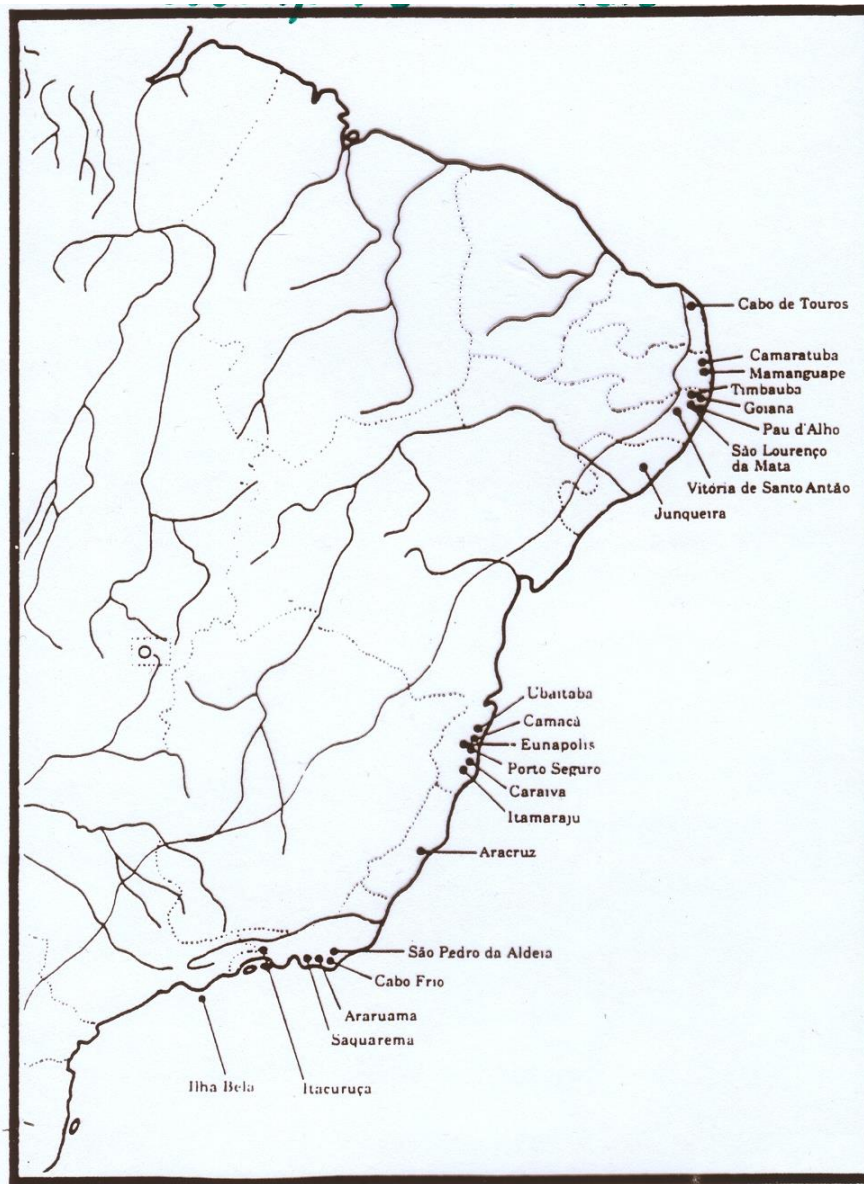 Cabo de Touros
Camaratuba
Mamanguape
Timbauba
Goiana
Pau d'Alho
São Lourenço
da Mata
Vitória de Santo Antão
Junqueira
Ubaitaba
Camacã
Eunapolis
Porto Seguro
Caraiva
Itamaraju
Aracruz
São Pedro da Aldeia
Cabo Frio
Araruama
Saquarema
Ilha Bela
Itacuruça